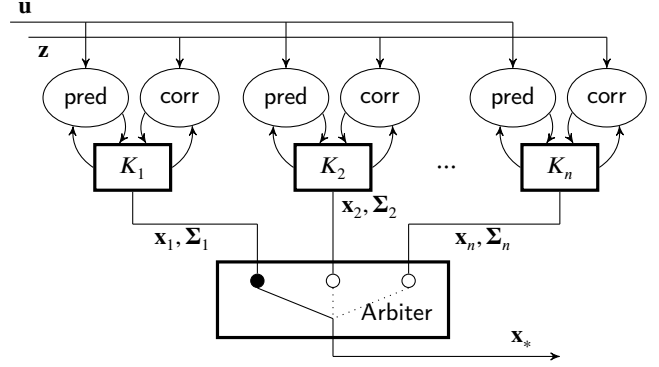 u
z
pred corr pred corr pred corr
K₁ K₂ ... Kₙ
x₂, Σ₂
x₁, Σ₁ xₙ, Σₙ
Arbiter
x*